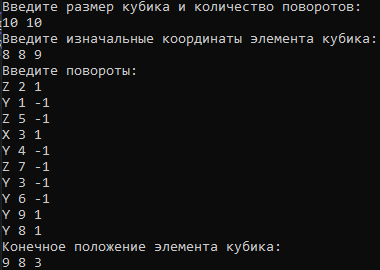 Введите размер кубика и количество поворотов:
10 10
Введите изначальные координаты элемента кубика:
8 8 9
Введите повороты:
Z 2 1
Y 1 -1
Z 5 -1
X 3 1
Y 4 -1
Z 7 -1
Y 3 -1
Y 6 -1
Y 9 1
Y 8 1
Конечное положение элемента кубика:
9 8 3